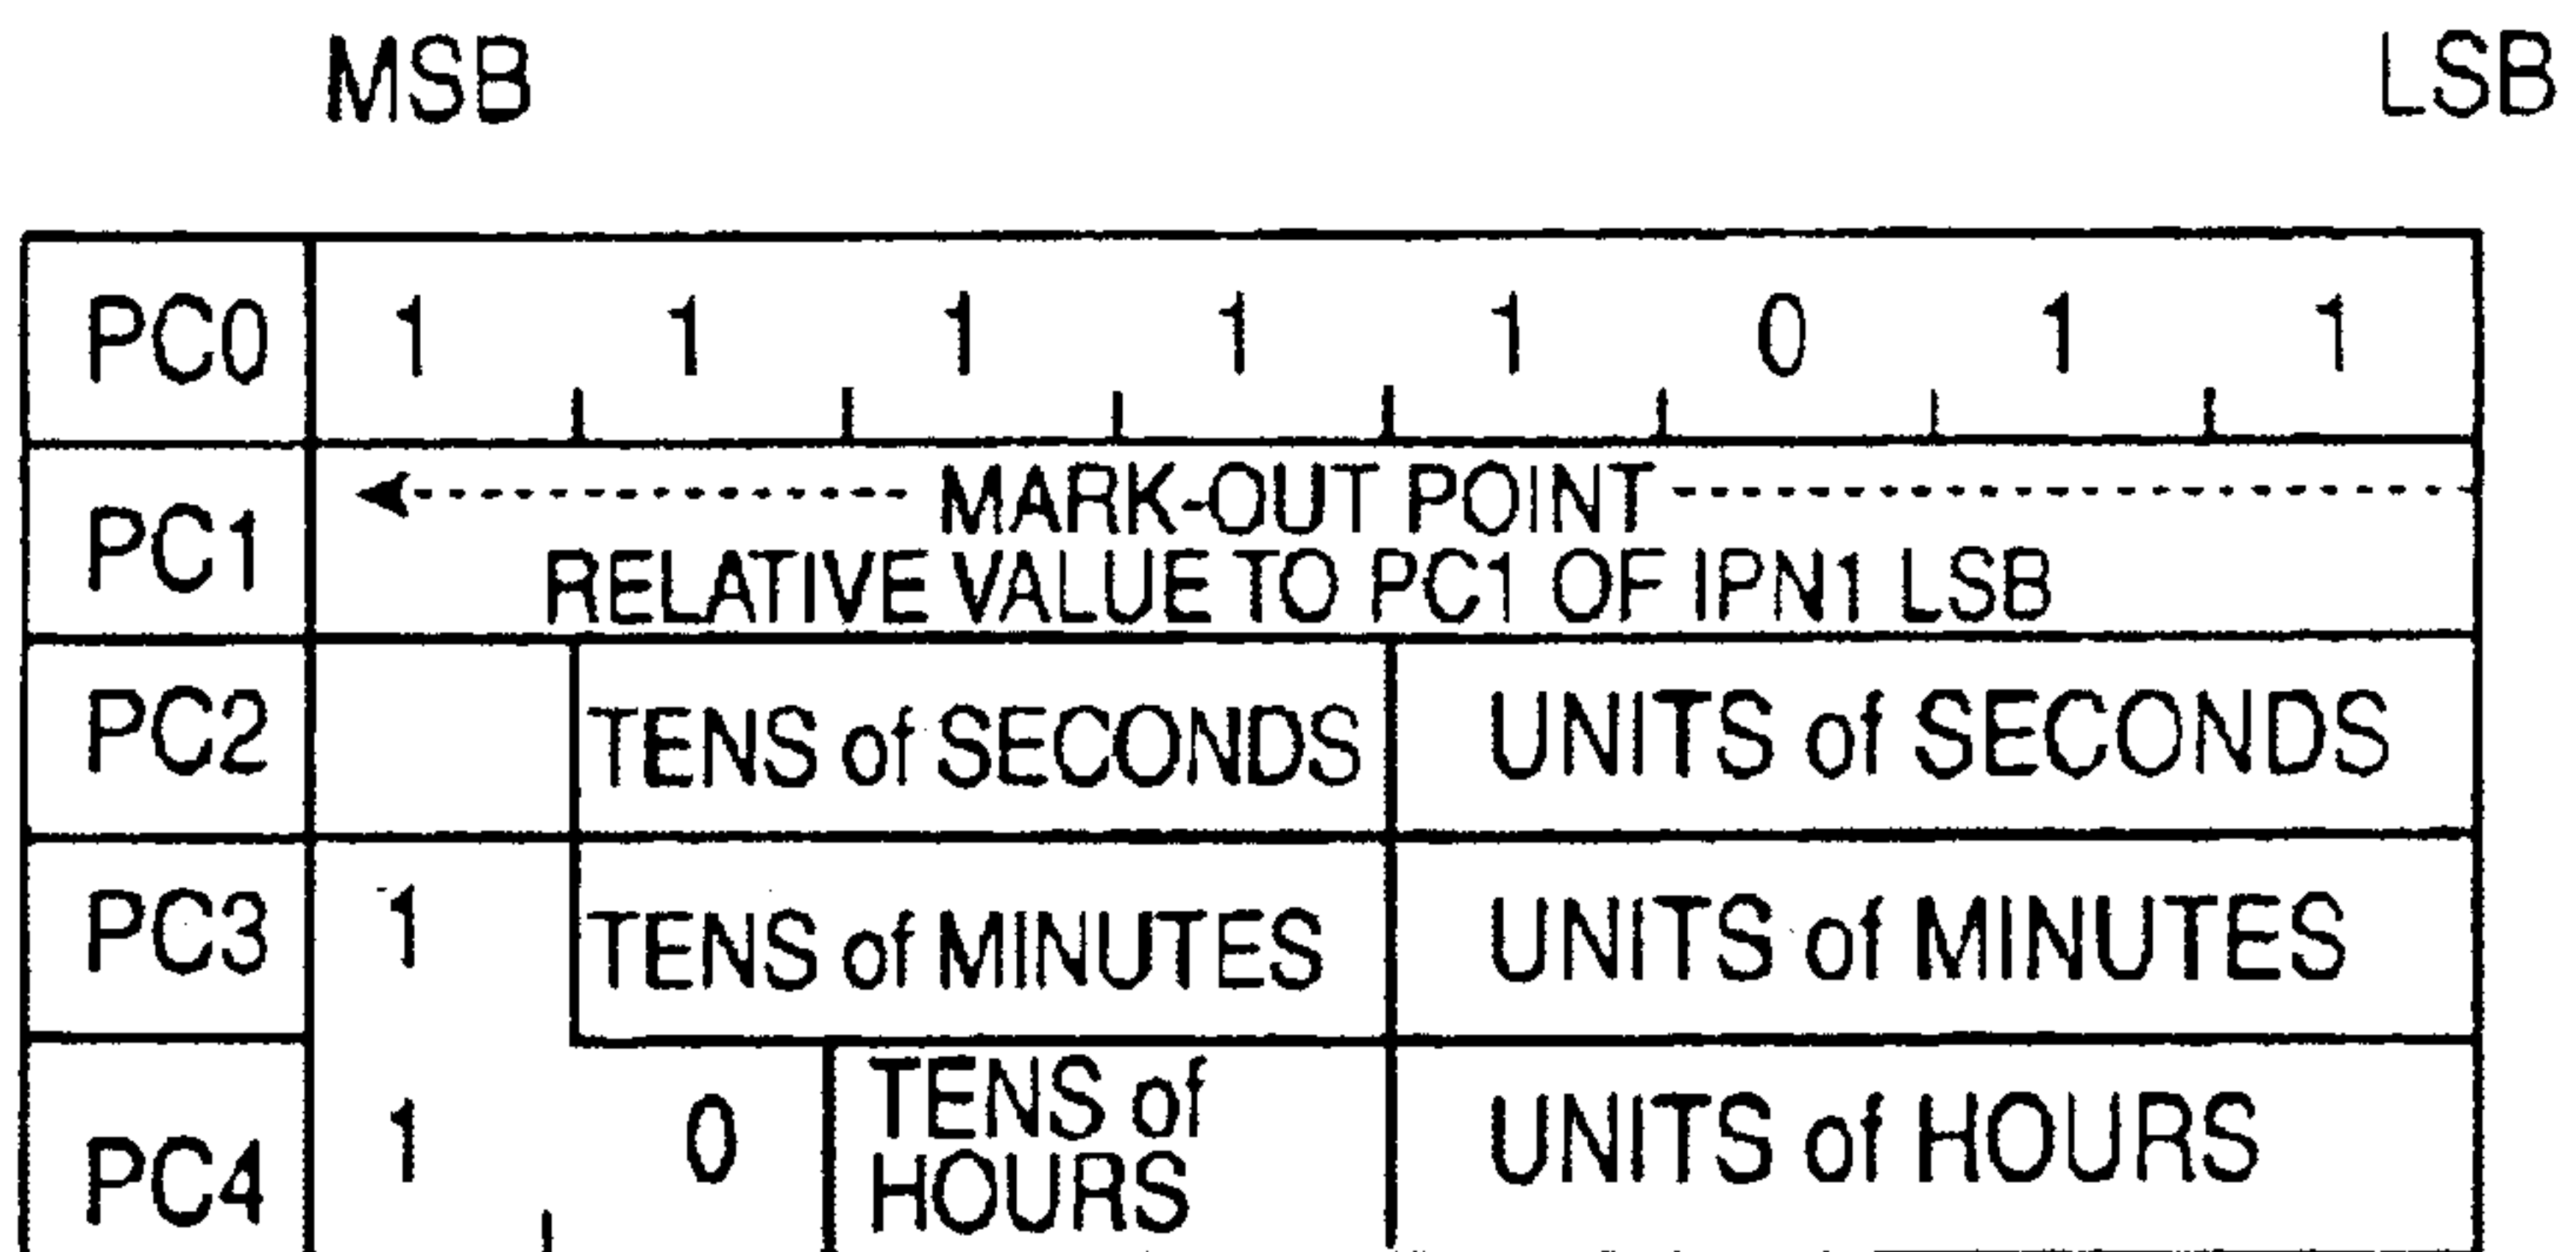 MSB LSB
PC0 1 1 1 1 1 0 1 1
PC1 MARK-OUT POINT
RELATIVE VALUE TO PC1 OF IPN1 LSB
PC2 TENS of SECONDS UNITS of SECONDS
PC3 1 TENS of MINUTES UNITS of MINUTES
PC4 1 0 TENS of
HOURS UNITS of HOURS